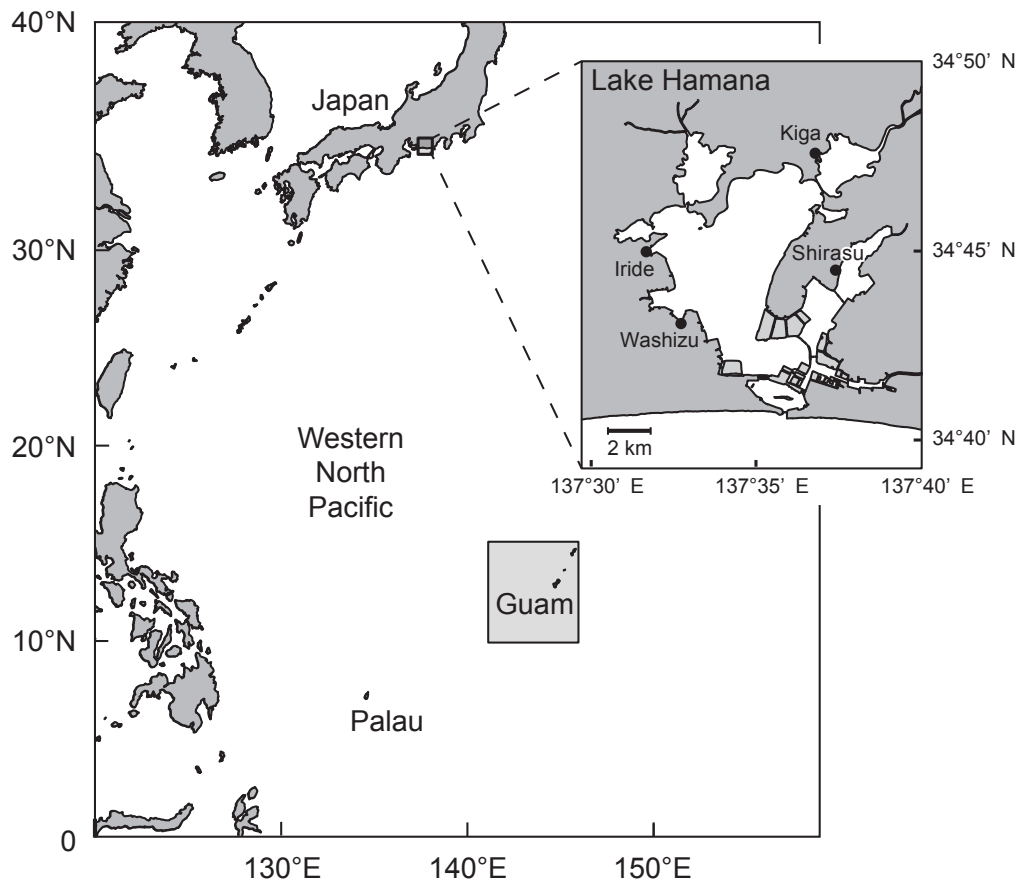 40°N
30°N
20°N
10°N
0
130°E
140°E
150°E
Japan
Western
North
Pacific
Guam
Palau
Lake Hamana
Kiga
Iride
Shirasu
Washizu
2 km
34°50’ N
34°45’ N
34°40’ N
137°30’ E
137°35’ E
137°40’ E